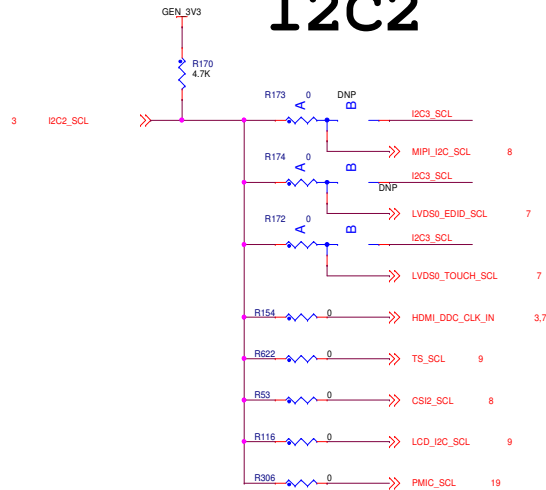 I2C2
GEN_3V3
R170
4.7K
3 I2C2_SCL
R173 0 A DNP B I2C3_SCL
MIPI_I2C_SCL 8
R174 0 A B I2C3_SCL
DNP
LVDS0_EDID_SCL 7
R172 0 A B I2C3_SCL
LVDS0_TOUCH_SCL 7
R154 0 HDMI_DDC_CLK_IN 3,7
R622 0 TS_SCL 9
R53 0 CSI2_SCL 8
R116 0 LCD_I2C_SCL 9
R306 0 PMIC_SCL 19